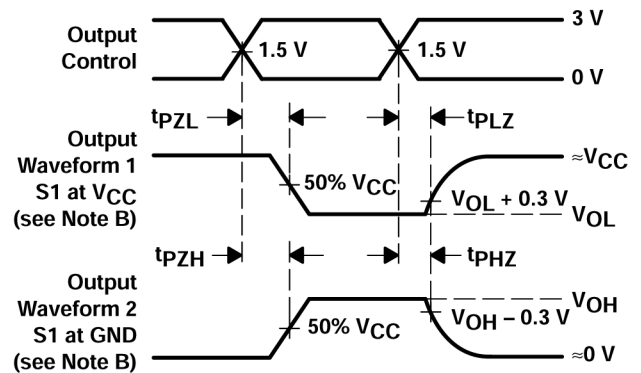 Output
Control
3 V
1.5 V
1.5 V
0 V
tPZL
tPLZ
Output
Waveform 1
S1 at VCC
(see Note B)
≈VCC
50% VCC
VOL + 0.3 V
VOL
tPZH
tPHZ
Output
Waveform 2
S1 at GND
(see Note B)
VOH
50% VCC
VOH − 0.3 V
≈0 V